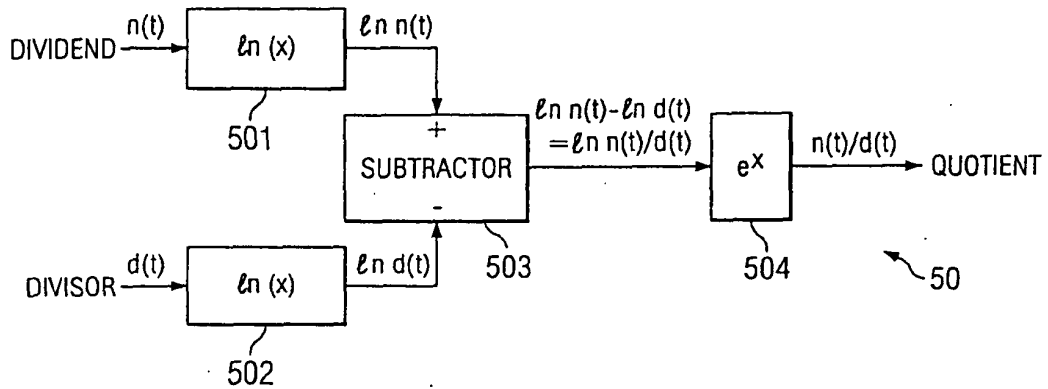 DIVIDEND
n(t)
ℓn (x)
ℓn n(t)
501
+
SUBTRACTOR
-
503
ℓn n(t)-ℓn d(t)
=ℓn n(t)/d(t)
e^x
504
n(t)/d(t)
QUOTIENT
50
DIVISOR
d(t)
ℓn (x)
ℓn d(t)
502